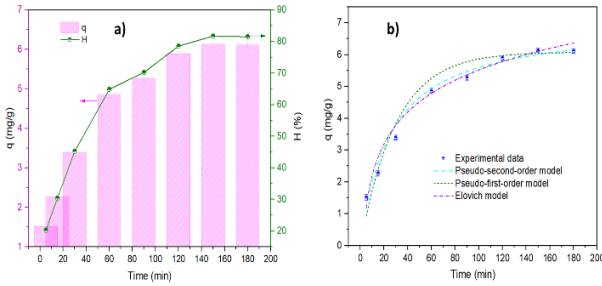 a)
q
H
7
6
5
4
3
2
1
q (mg/g)
90
80
70
60
50
40
30
20
H (%)
0 20 40 60 80 100 120 140 160 180 200
Time (min)
b)
7
6
5
4
3
2
1
0
q (mg/g)
Experimental data
Pseudo-second-order model
Pseudo-first-order model
Elovich model
0 20 40 60 80 100 120 140 160 180 200
Time (min)